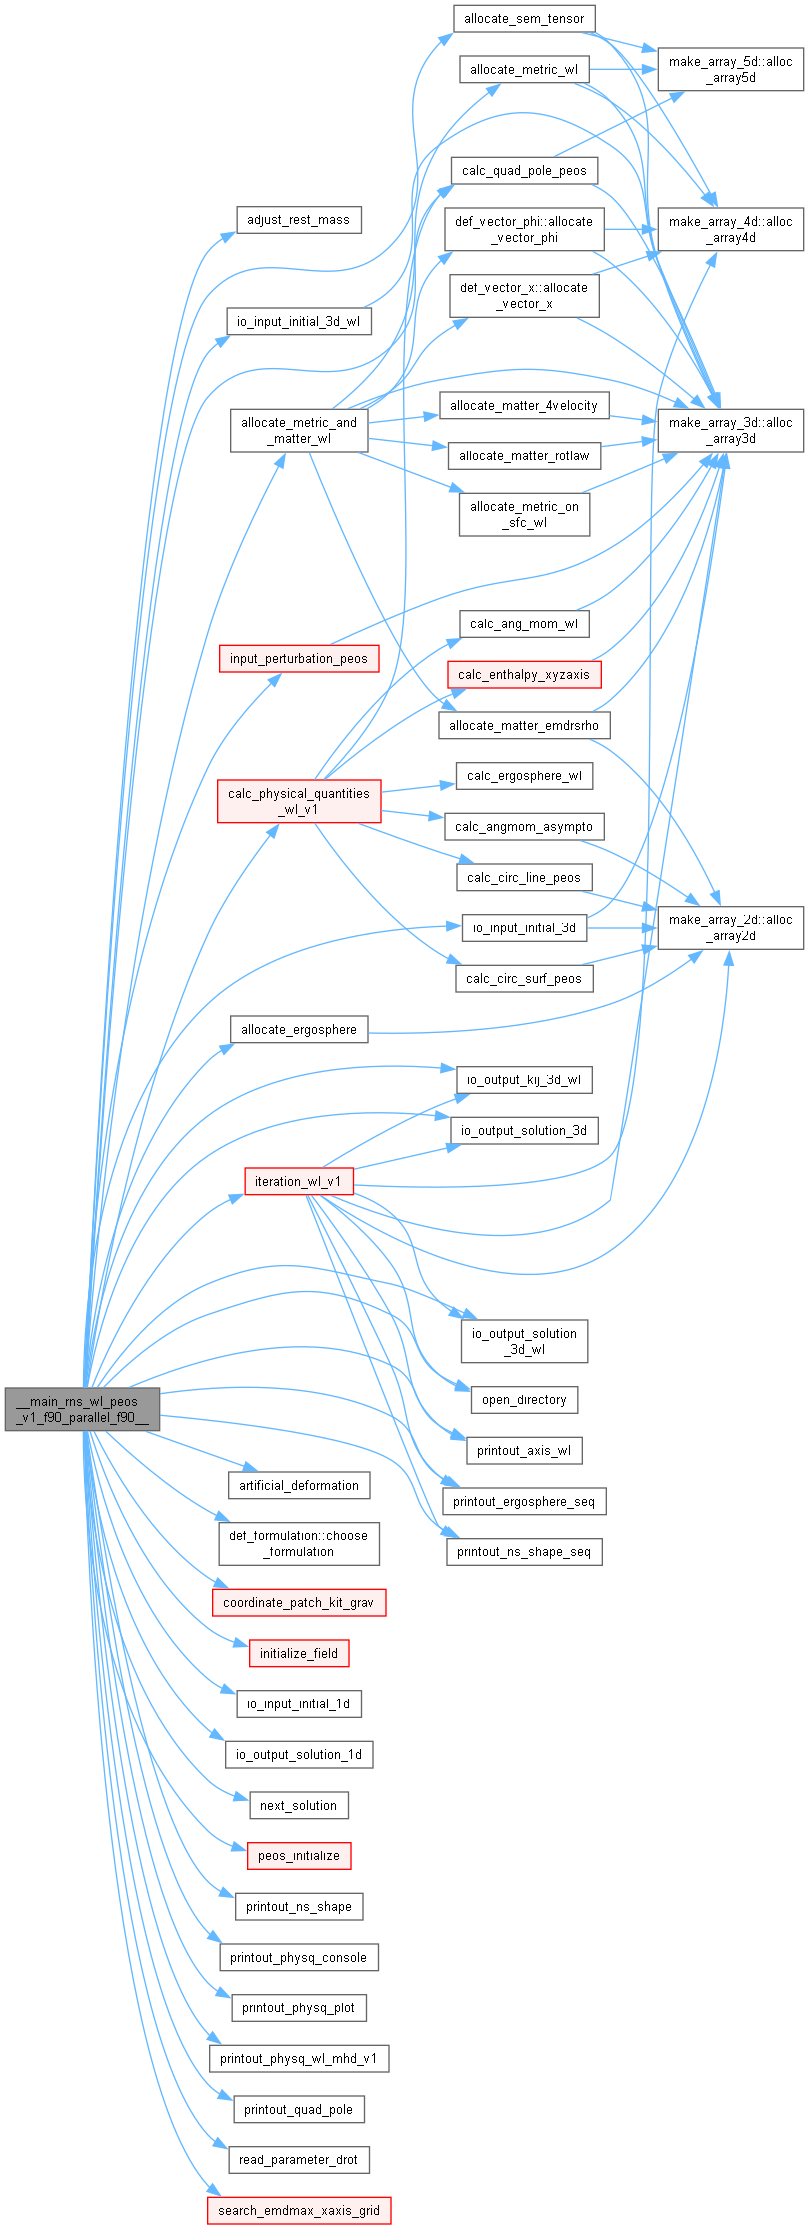 allocate_sem_tensor
allocate_metric_wl
make_array_5d::alloc
_array5d
calc_quad_pole_peos
adjust_rest_mass
def_vector_phi::allocate
_vector_phi
make_array_4d::alloc
_array4d
def_vector_x::allocate
_vector_x
io_input_initial_3d_wl
allocate_matter_4velocity
allocate_metric_and
_matter_wl
make_array_3d::alloc
_array3d
allocate_matter_rotlaw
allocate_metric_on
_sfc_wl
calc_ang_mom_wl
input_perturbation_peos
calc_enthalpy_xyzaxis
allocate_matter_emdrsrho
calc_ergosphere_wl
calc_physical_quantities
_wl_v1
calc_angmom_asympto
calc_circ_line_peos
io_input_initial_3d
make_array_2d::alloc
_array2d
calc_circ_surf_peos
allocate_ergosphere
io_output_kij_3d_wl
io_output_solution_3d
iteration_wl_v1
io_output_solution
_3d_wl
open_directory
__main_rns_wl_peos
_v1_f90_parallel_f90__
printout_axis_wl
artificial_deformation
printout_ergosphere_seq
def_formulation::choose
_formulation
printout_ns_shape_seq
coordinate_patch_kit_grav
initialize_field
io_input_initial_1d
io_output_solution_1d
next_solution
peos_initialize
printout_ns_shape
printout_physq_console
printout_physq_plot
printout_physq_wl_mhd_v1
printout_quad_pole
read_parameter_drot
search_emdmax_xaxis_grid